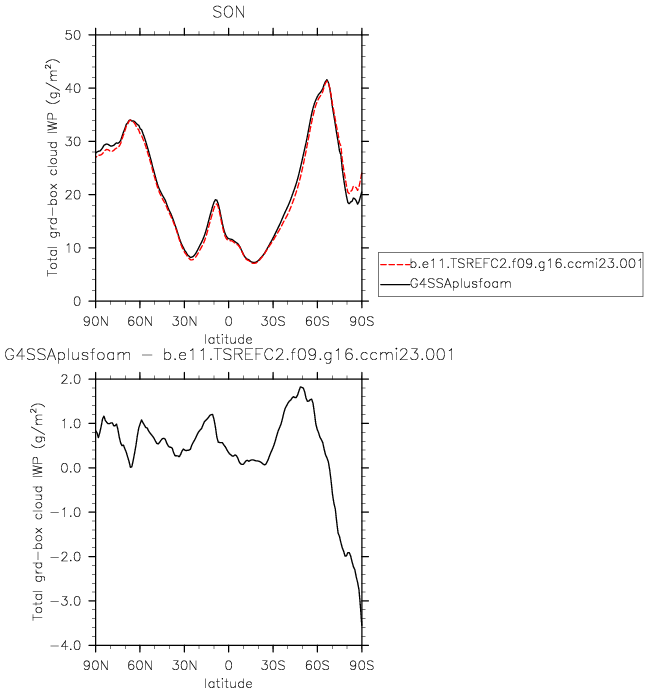 SON
Total grd-box cloud IWP (g/m²)
50
40
30
20
10
0
90N 60N 30N 0 30S 60S 90S
latitude
b.e11.TSREFC2.f09.g16.ccmi23.001
G4SSAplusfoam
G4SSAplusfoam - b.e11.TSREFC2.f09.g16.ccmi23.001
Total grd-box cloud IWP (g/m²)
2.0
1.0
0.0
-1.0
-2.0
-3.0
-4.0
90N 60N 30N 0 30S 60S 90S
latitude